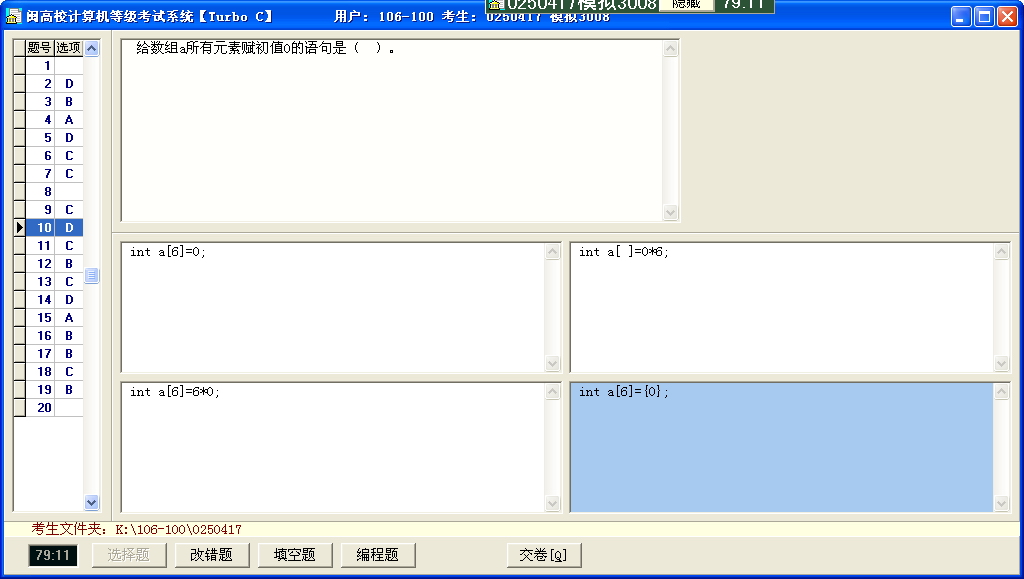 0250417模拟3008 隐藏 79:11
闽高校计算机等级考试系统【Turbo C】 用户: 106-100 考生: 0250417 模拟3008
题号 选项
1
2 D
3 B
4 A
5 D
6 C
7 C
8
9 C
10 D
11 C
12 B
13 C
14 D
15 A
16 B
17 B
18 C
19 B
20
给数组a所有元素赋初值0的语句是（ ）。
int a[6]=0;
int a[ ]=0*6;
int a[6]=6*0;
int a[6]={0};
考生文件夹: K:\106-100\0250417
79:11 选择题 改错题 填空题 编程题 交卷[Q]